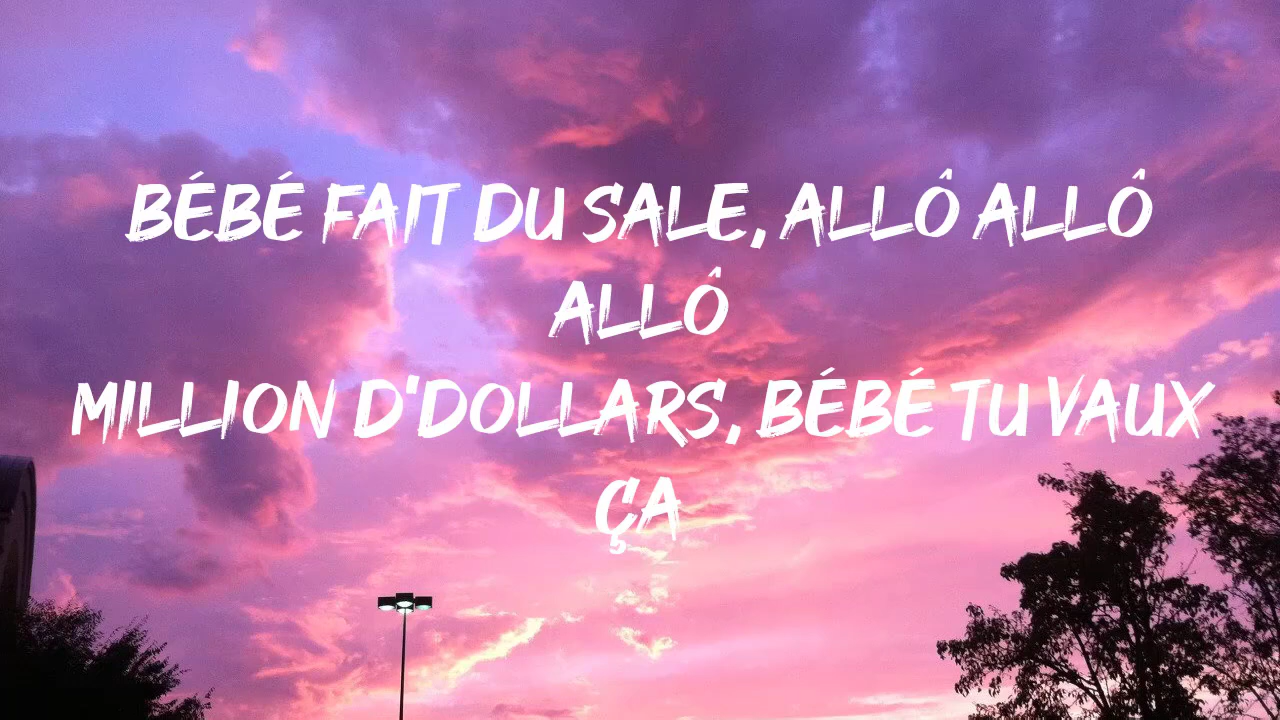 BÉBÉ FAIT DU SALE, ALLÔ ALLÔ
ALLÔ
MILLION D'DOLLARS, BÉBÉ TU VAUX
ÇA